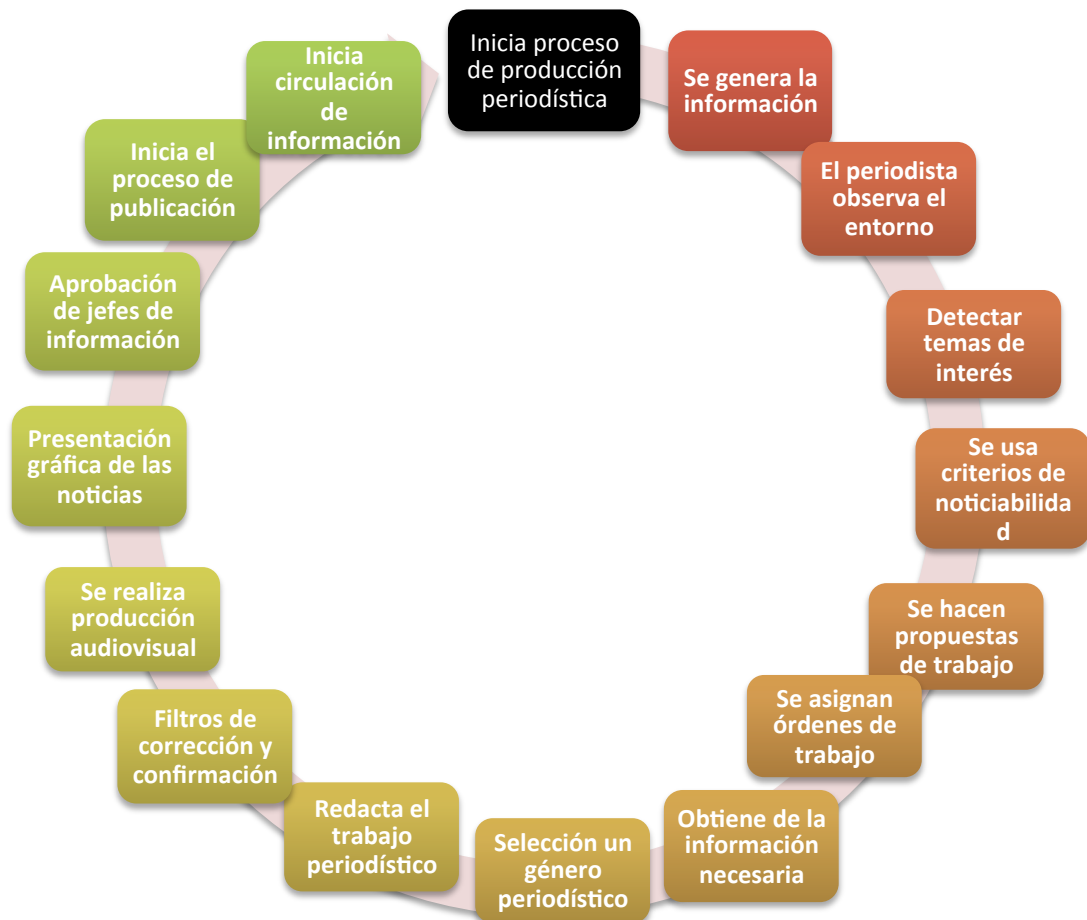 Inicia proceso
de producción
periodística
Se genera la
información
El periodista
observa el
entorno
Detectar
temas de
interés
Se usa
criterios de
noticiabilida
d
Se hacen
propuestas
de trabajo
Se asignan
órdenes de
trabajo
Obtiene de la
información
necesaria
Selección un
género
periodístico
Redacta el
trabajo
periodístico
Filtros de
corrección y
confirmación
Se realiza
producción
audiovisual
Presentación
gráfica de las
noticias
Aprobación
de jefes de
información
Inicia el
proceso de
publicación
Inicia
circulación
de
información